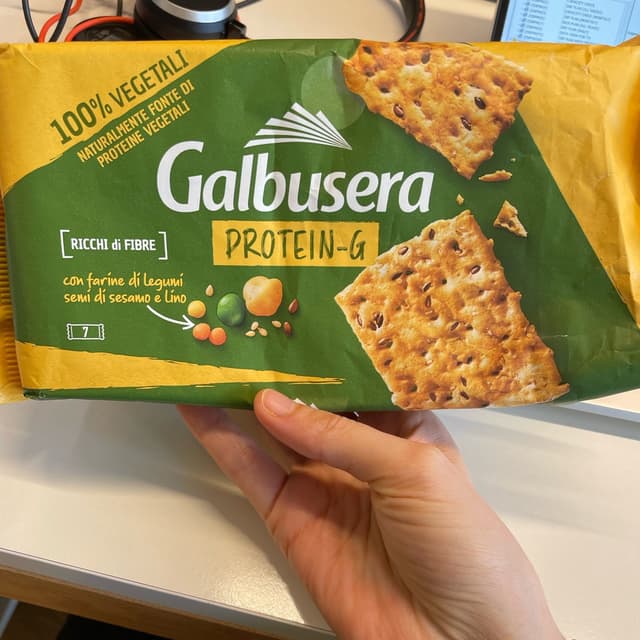 100% VEGETALI
NATURALMENTE FONTE DI
PROTEINE VEGETALI
Galbusera
PROTEIN-G
RICCHI di FIBRE
con farine di legumi
semi di sesamo e lino
7